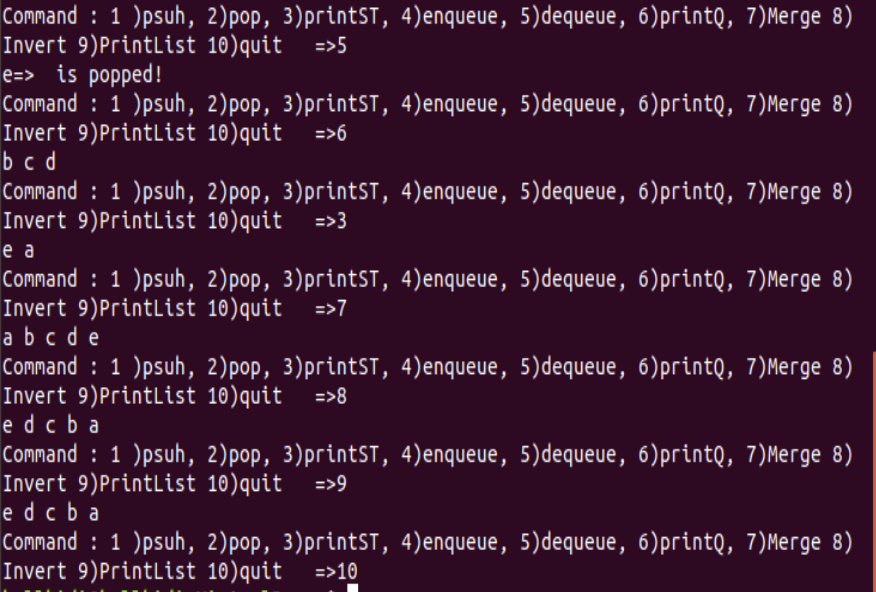 Command : 1 )psuh, 2)pop, 3)printST, 4)enqueue, 5)dequeue, 6)printQ, 7)Merge 8)
Invert 9)PrintList 10)quit   =>5
e=>  is popped!
Command : 1 )psuh, 2)pop, 3)printST, 4)enqueue, 5)dequeue, 6)printQ, 7)Merge 8)
Invert 9)PrintList 10)quit   =>6
b c d
Command : 1 )psuh, 2)pop, 3)printST, 4)enqueue, 5)dequeue, 6)printQ, 7)Merge 8)
Invert 9)PrintList 10)quit   =>3
e a
Command : 1 )psuh, 2)pop, 3)printST, 4)enqueue, 5)dequeue, 6)printQ, 7)Merge 8)
Invert 9)PrintList 10)quit   =>7
a b c d e
Command : 1 )psuh, 2)pop, 3)printST, 4)enqueue, 5)dequeue, 6)printQ, 7)Merge 8)
Invert 9)PrintList 10)quit   =>8
e d c b a
Command : 1 )psuh, 2)pop, 3)printST, 4)enqueue, 5)dequeue, 6)printQ, 7)Merge 8)
Invert 9)PrintList 10)quit   =>9
e d c b a
Command : 1 )psuh, 2)pop, 3)printST, 4)enqueue, 5)dequeue, 6)printQ, 7)Merge 8)
Invert 9)PrintList 10)quit   =>10